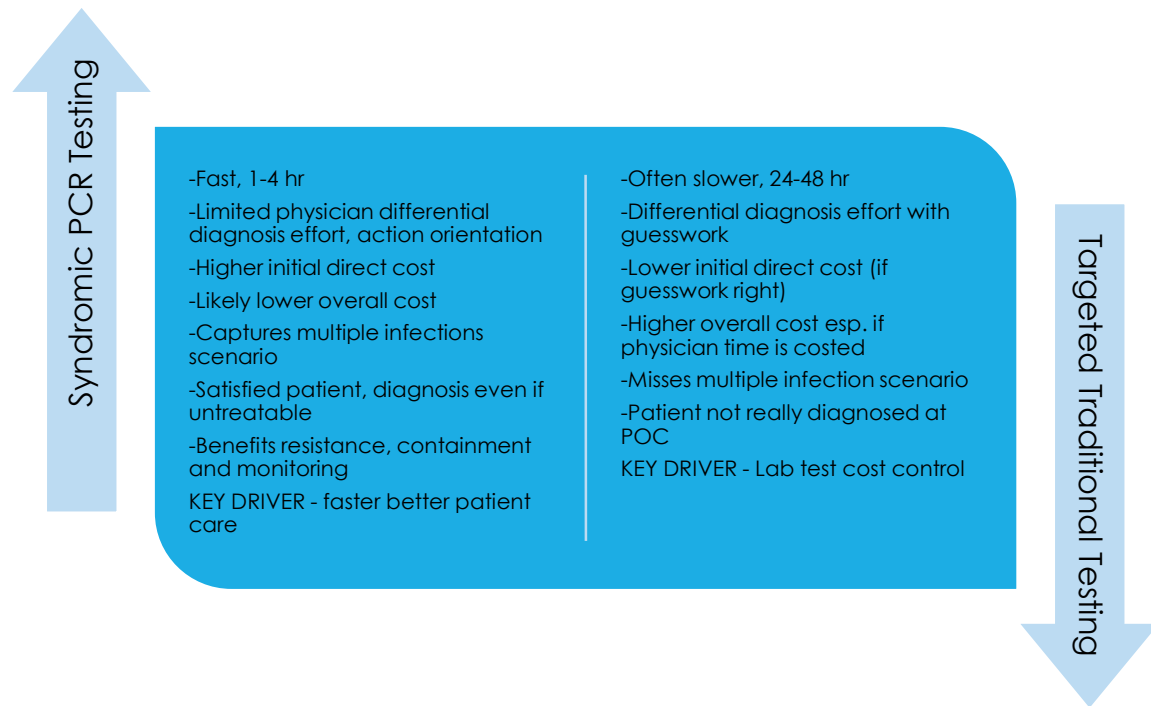 Syndromic PCR Testing
-Fast, 1-4 hr
-Limited physician differential
diagnosis effort, action orientation
-Higher initial direct cost
-Likely lower overall cost
-Captures multiple infections
scenario
-Satisfied patient, diagnosis even if
untreatable
-Benefits resistance, containment
and monitoring
KEY DRIVER - faster better patient
care
-Often slower, 24-48 hr
-Differential diagnosis effort with
guesswork
-Lower initial direct cost (if
guesswork right)
-Higher overall cost esp. if
physician time is costed
-Misses multiple infection scenario
-Patient not really diagnosed at
POC
KEY DRIVER - Lab test cost control
Targeted Traditional Testing